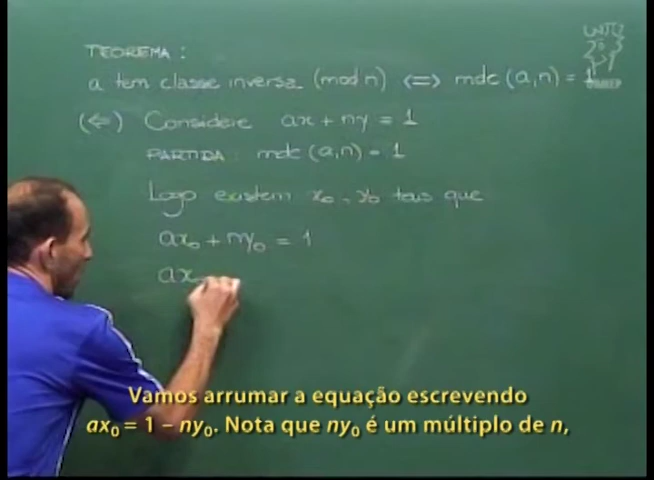 TEOREMA:
a tem classe inversa (mod n) <=> mdc (a, n) = 1
(<=) Considere ax + ny = 1
PARTIDA: mdc (a, n) = 1
Logo existem x₀, y₀ tais que
ax₀ + ny₀ = 1
ax
Vamos arrumar a equação escrevendo
ax₀ = 1 – ny₀. Nota que ny₀ é um múltiplo de n,